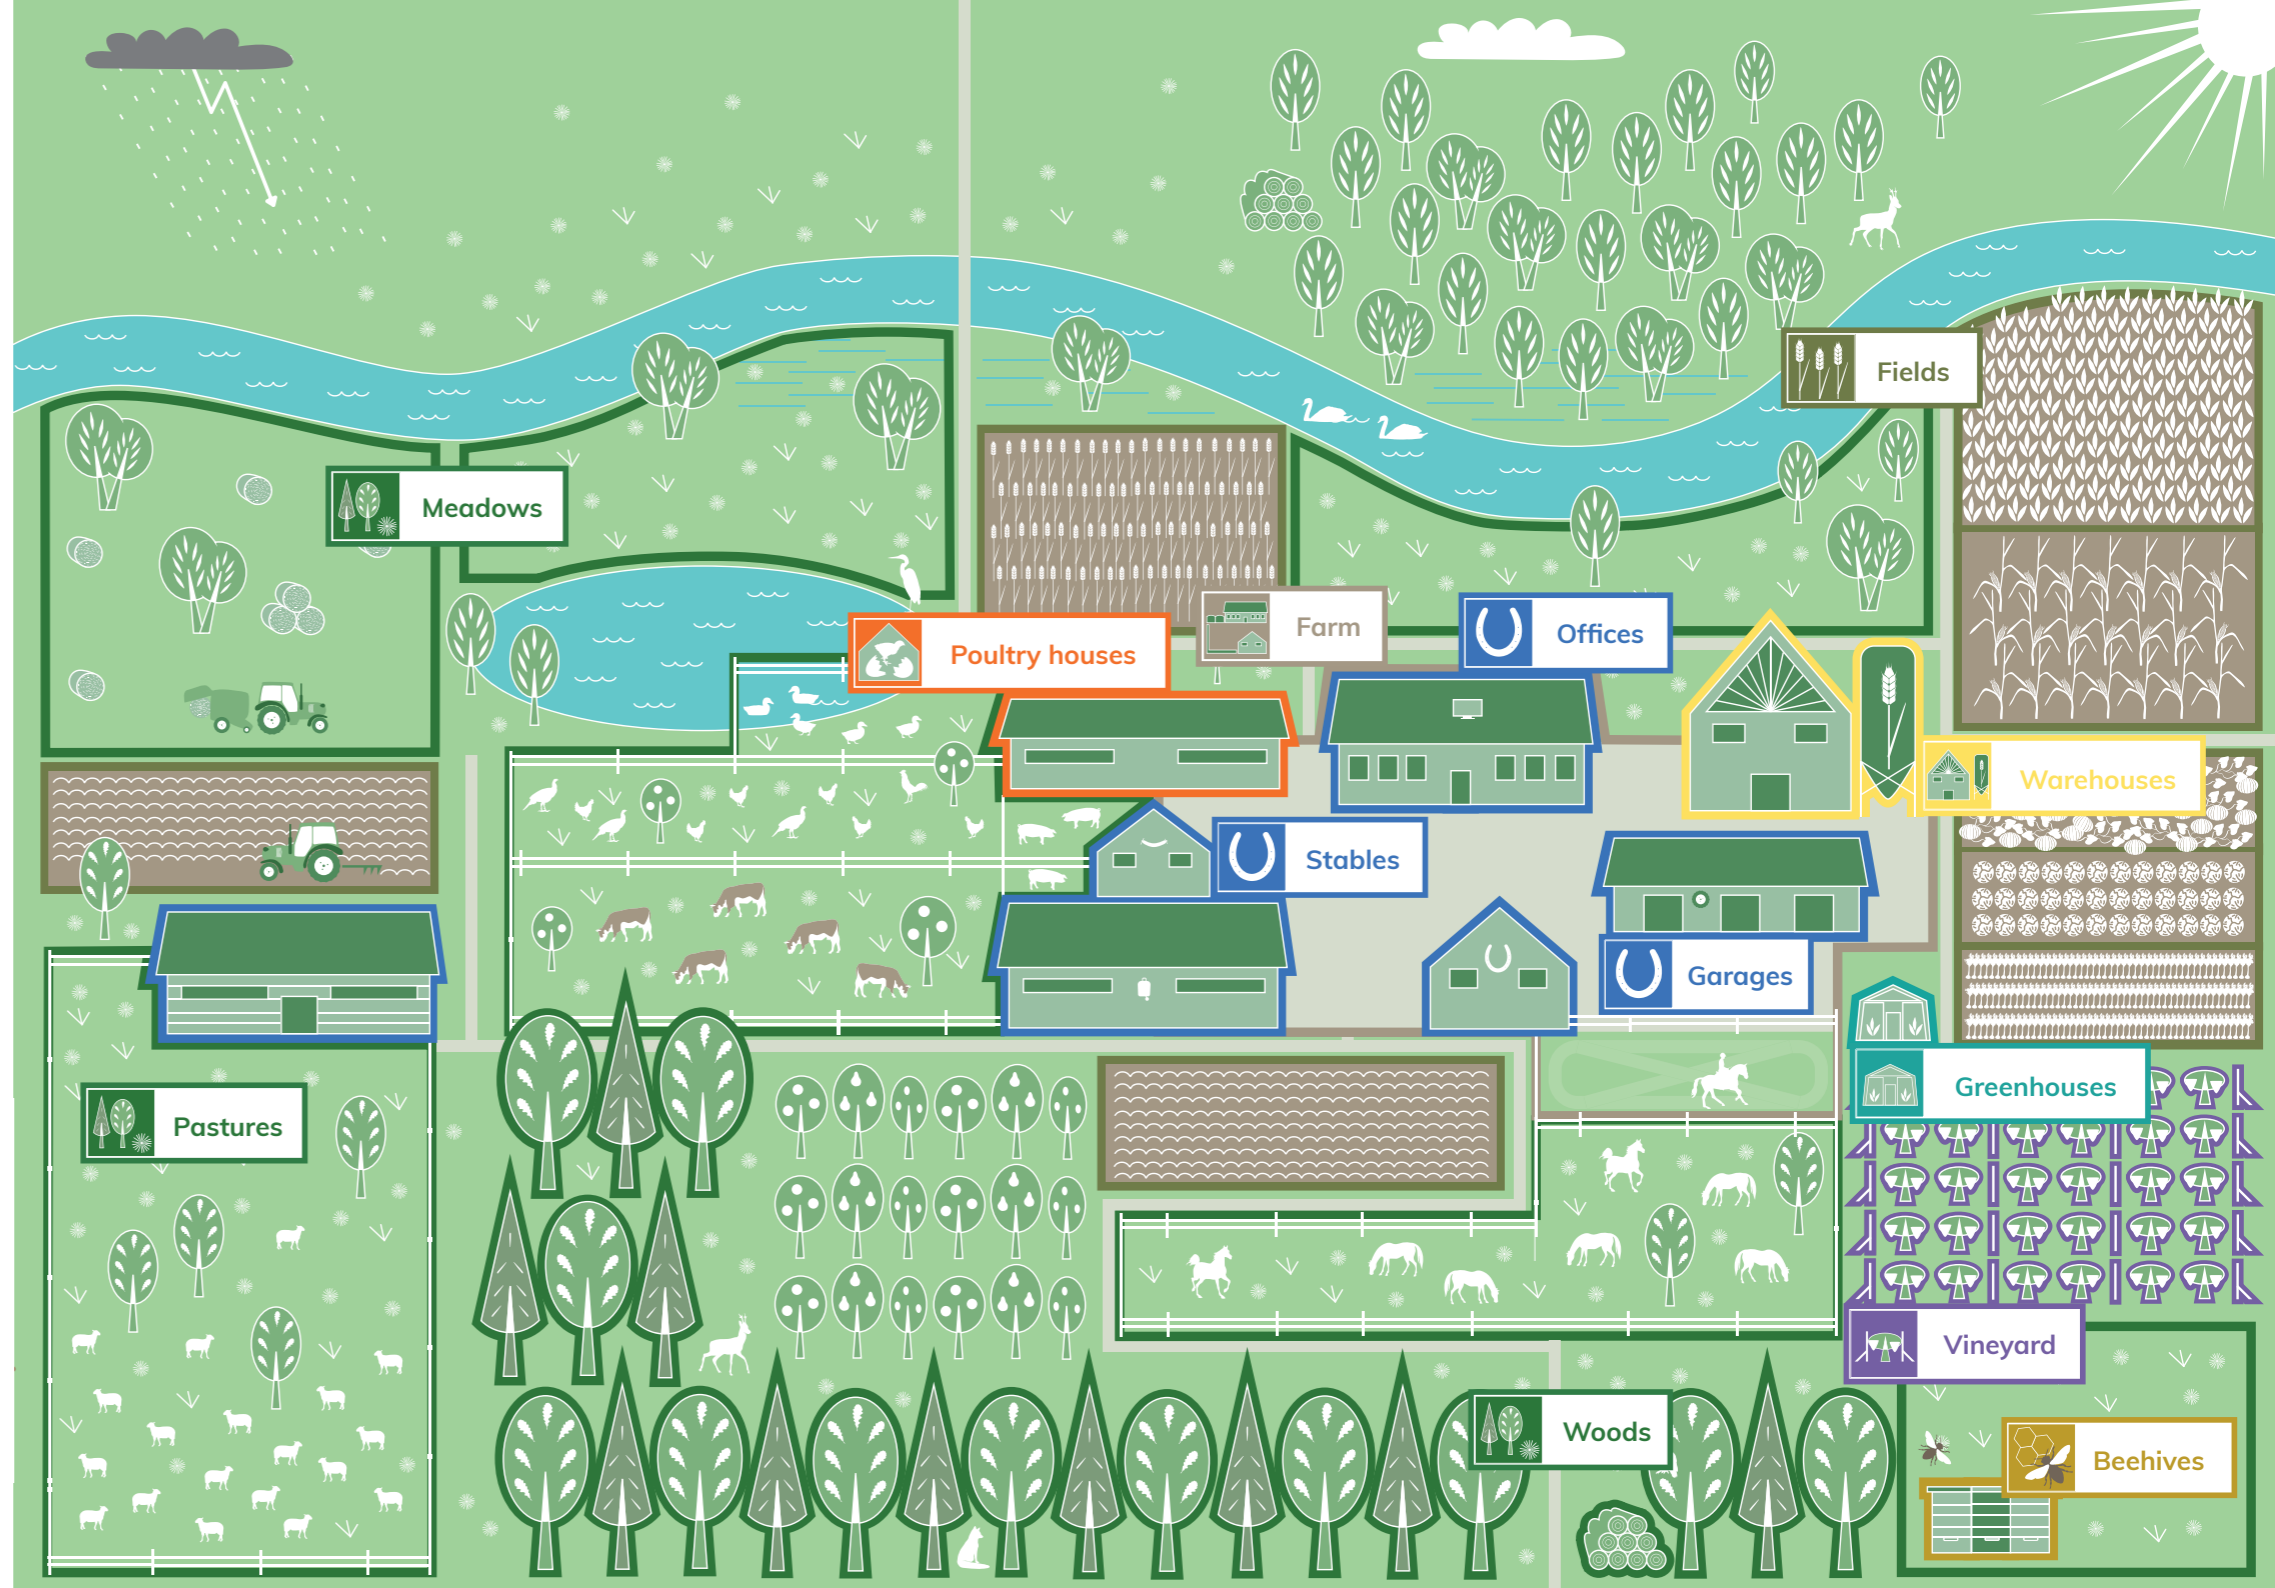 Fields
Meadows
Farm
Offices
Poultry houses
Warehouses
Stables
Garages
Greenhouses
Pastures
Vineyard
Woods
Beehives